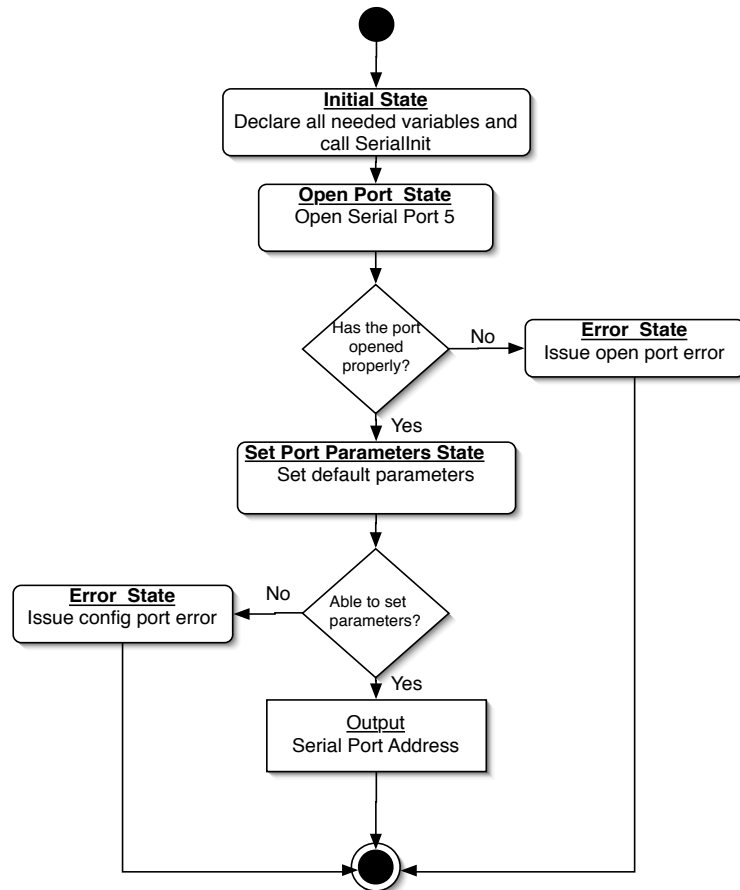 Initial State
Declare all needed variables and
call SerialInit
Open Port State
Open Serial Port 5
Has the port
opened
properly?
No
Error State
Issue open port error
Yes
Set Port Parameters State
Set default parameters
Able to set
parameters?
No
Error State
Issue config port error
Yes
Output
Serial Port Address